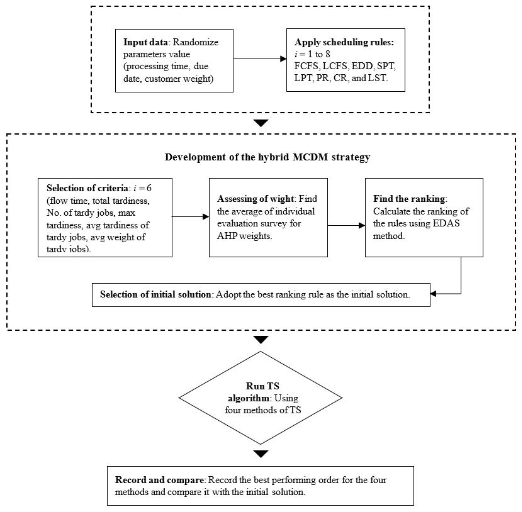 Input data: Randomize
parameters value
(processing time, due
date, customer weight)
Apply scheduling rules:
i = 1 to 8
FCFS, LCFS, EDD, SPT,
LPT, PR, CR, and LST.
Development of the hybrid MCDM strategy
Selection of criteria: i = 6
(flow time, total tardiness,
No. of tardy jobs, max
tardiness, avg tardiness of
tardy jobs, avg weight of
tardy jobs).
Assessing of wight: Find
the average of individual
evaluation survey for
AHP weights.
Find the ranking:
Calculate the ranking of
the rules using EDAS
method.
Selection of initial solution: Adopt the best ranking rule as the initial solution.
Run TS
algorithm: Using
four methods of TS
Record and compare: Record the best performing order for the four
methods and compare it with the initial solution.